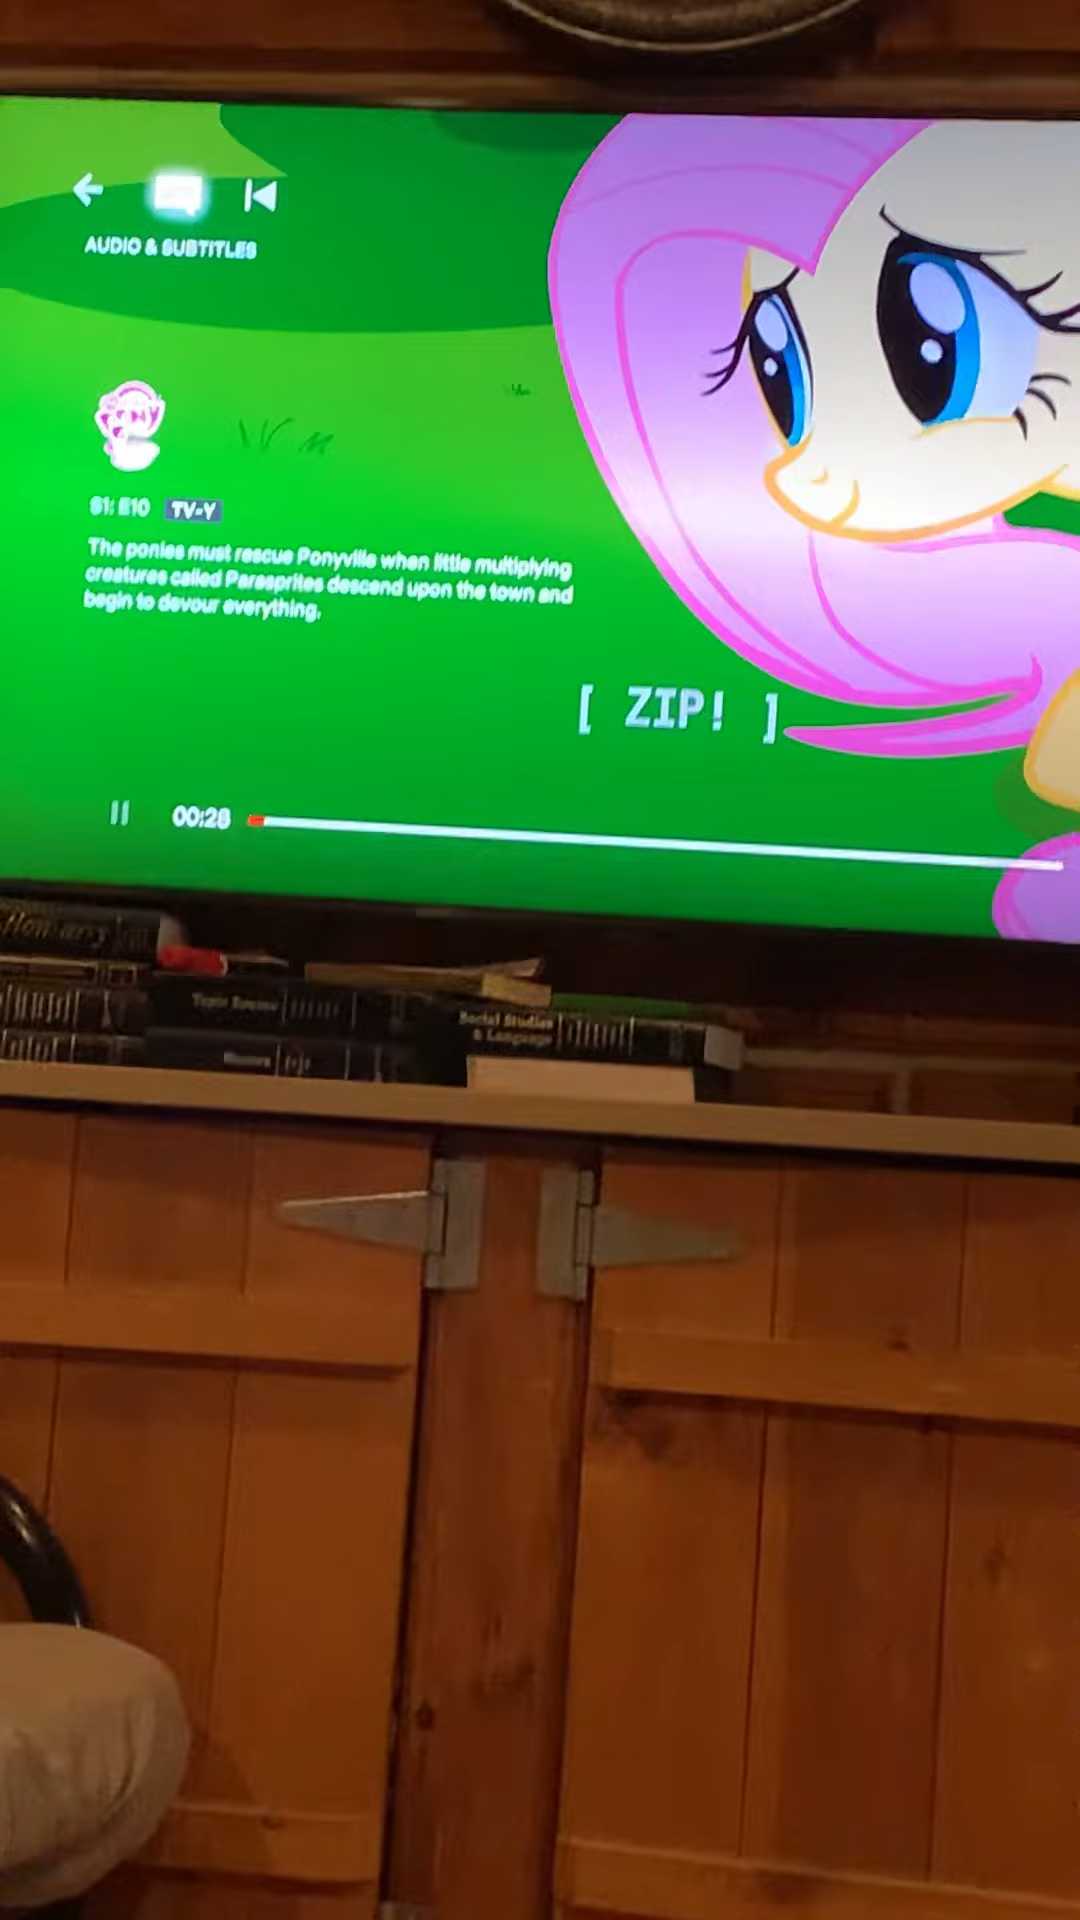 AUDIO & SUBTITLES
PONY
S1: E10 TV-Y
The ponies must rescue Ponyville when little multiplying
creatures called Parasprites descend upon the town and
begin to devour everything.
[ ZIP! ]
00:28
Social Studies
& Language